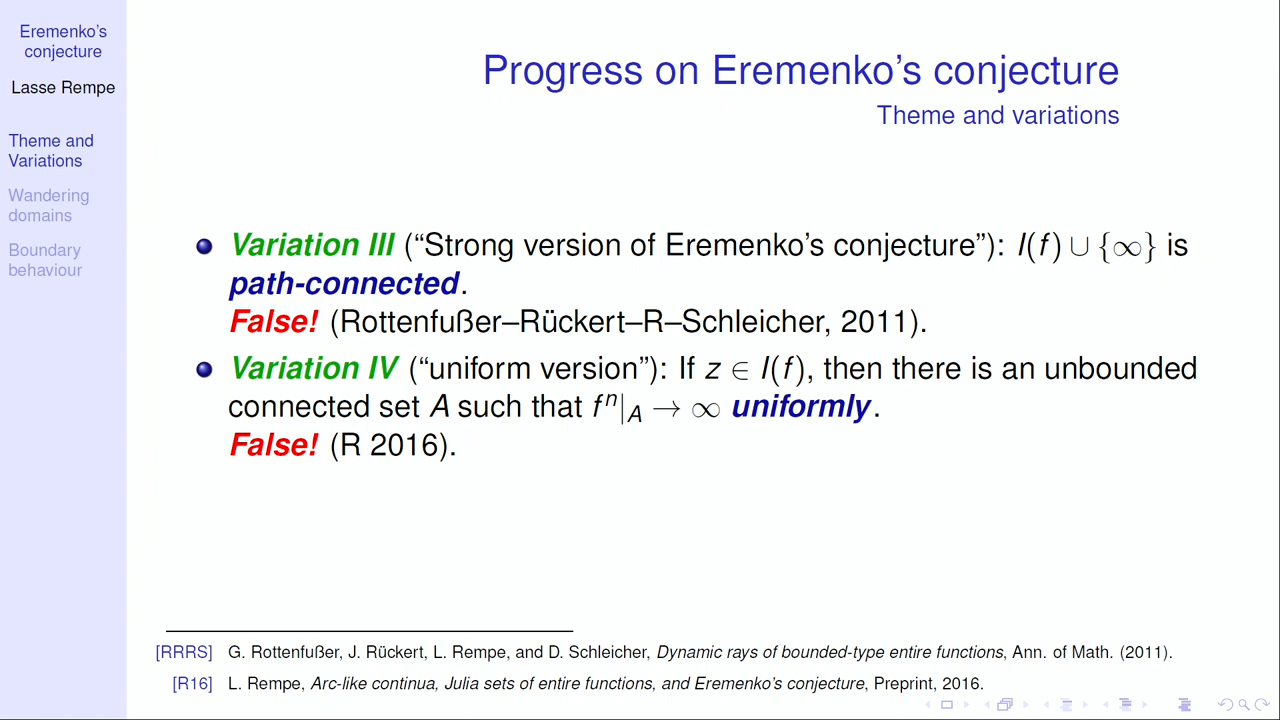 Eremenko's
conjecture
Lasse Rempe
Theme and
Variations
Wandering
domains
Boundary
behaviour
Progress on Eremenko's conjecture
Theme and variations
Variation III (“Strong version of Eremenko's conjecture”): I(f) ∪ {∞} is
path-connected.
False! (Rottenfußer–Rückert–R–Schleicher, 2011).
Variation IV (“uniform version”): If z ∈ I(f), then there is an unbounded
connected set A such that fⁿ|_A → ∞ uniformly.
False! (R 2016).
[RRRS] G. Rottenfußer, J. Rückert, L. Rempe, and D. Schleicher, Dynamic rays of bounded-type entire functions, Ann. of Math. (2011).
[R16] L. Rempe, Arc-like continua, Julia sets of entire functions, and Eremenko's conjecture, Preprint, 2016.